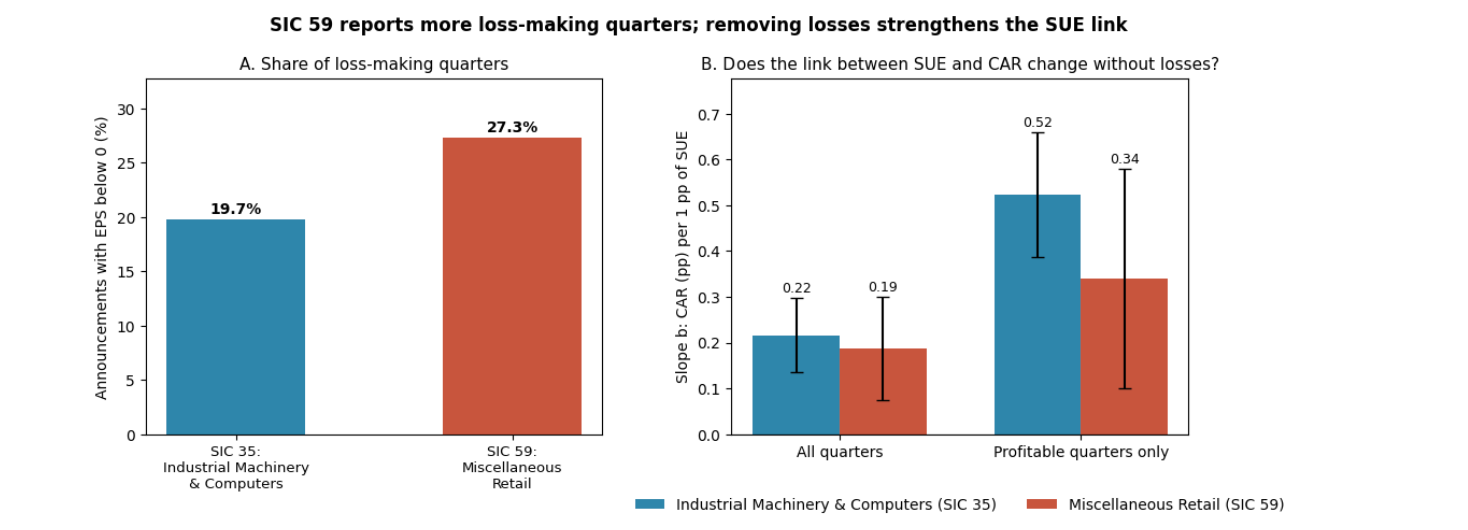 SIC 59 reports more loss-making quarters; removing losses strengthens the SUE link
A. Share of loss-making quarters
Announcements with EPS below 0 (%)
30
25
20
15
10
5
0
19.7%
27.3%
SIC 35:
Industrial Machinery
& Computers
SIC 59:
Miscellaneous
Retail
B. Does the link between SUE and CAR change without losses?
Slope b: CAR (pp) per 1 pp of SUE
0.7
0.6
0.5
0.4
0.3
0.2
0.1
0.0
0.22
0.19
0.52
0.34
All quarters
Profitable quarters only
Industrial Machinery & Computers (SIC 35)
Miscellaneous Retail (SIC 59)